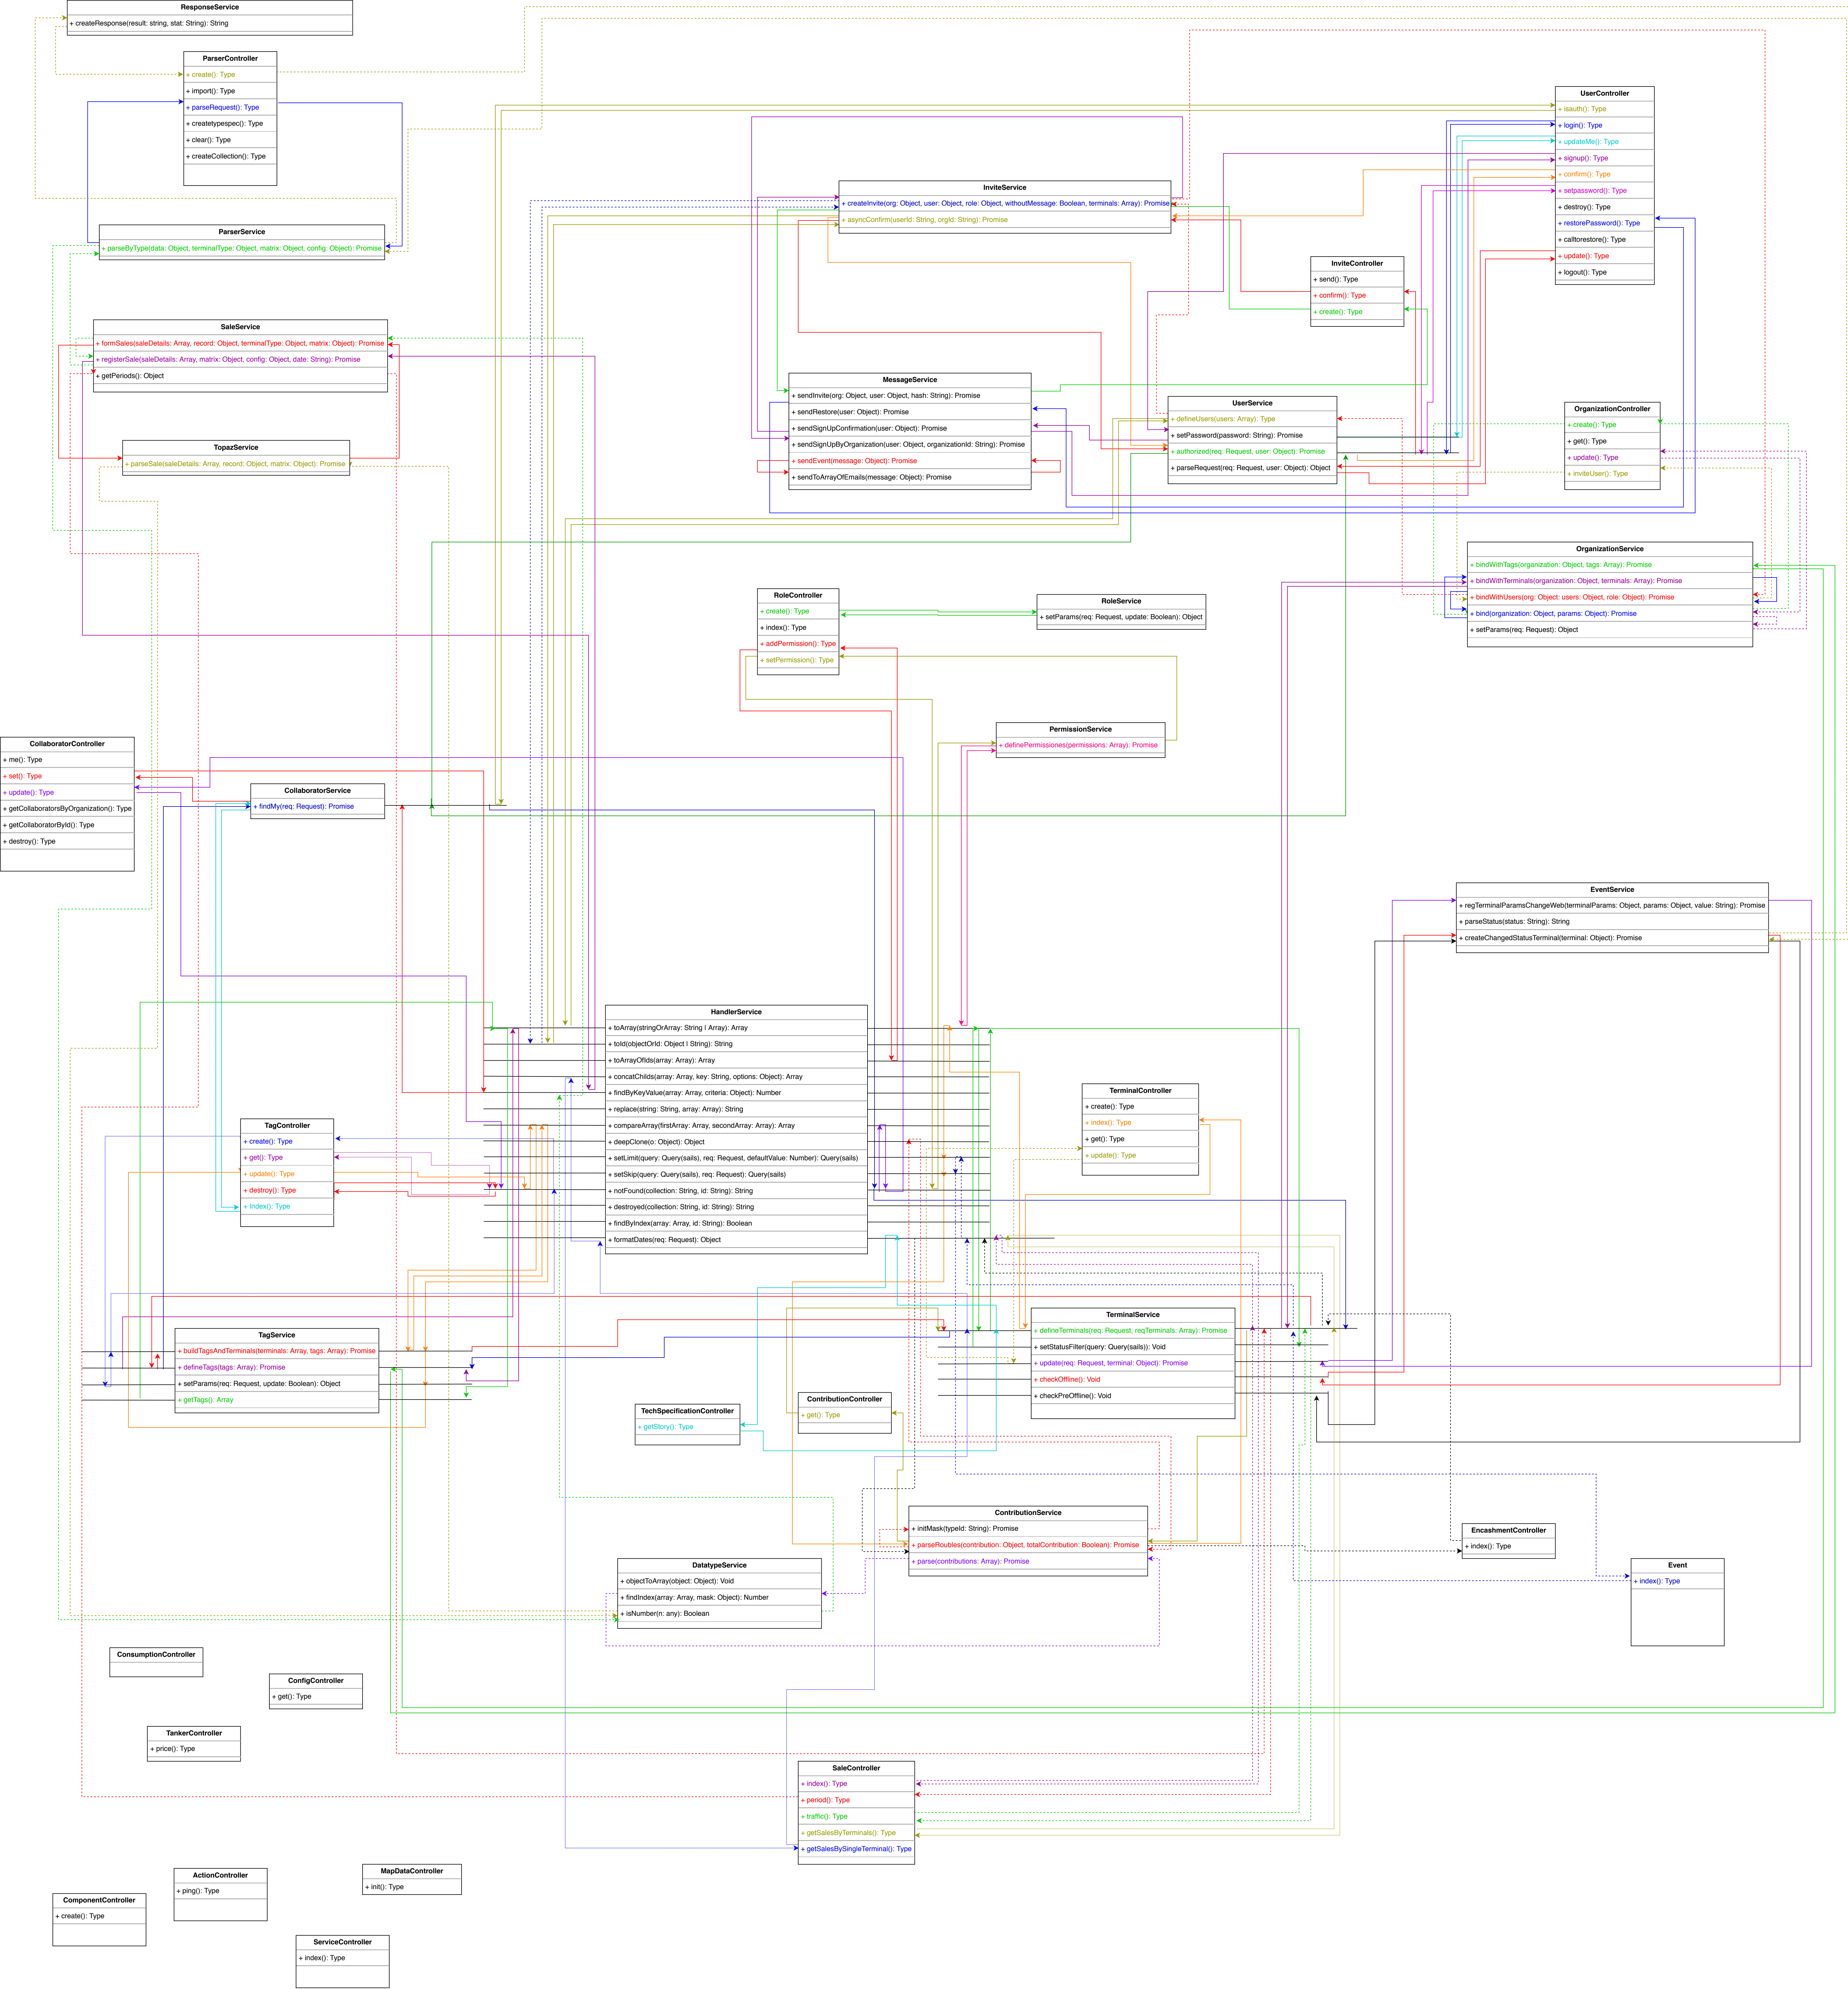 ResponseService
+ createResponse(result: string, stat: String): String
ParserController
+ create(): Type
+ import(): Type
+ parseRequest(): Type
+ createtypespec(): Type
+ clear(): Type
+ createCollection(): Type
UserController
+ isauth(): Type
+ login(): Type
+ updateMe(): Type
+ signup(): Type
+ confirm(): Type
+ setpassword(): Type
+ destroy(): Type
+ restorePassword(): Type
+ calltorestore(): Type
+ update(): Type
+ logout(): Type
InviteService
+ createInvite(org: Object, user: Object, role: Object, withoutMessage: Boolean, terminals: Array): Promise
+ asyncConfirm(userId: String, orgId: String): Promise
ParserService
+ parseByType(data: Object, terminalType: Object, matrix: Object, config: Object): Promise
InviteController
+ send(): Type
+ confirm(): Type
+ create(): Type
SaleService
+ formSales(saleDetails: Array, record: Object, terminalType: Object, matrix: Object): Promise
+ registerSale(saleDetails: Array, matrix: Object, config: Object, date: String): Promise
+ getPeriods(): Object
MessageService
+ sendInvite(org: Object, user: Object, hash: String): Promise
+ sendRestore(user: Object): Promise
+ sendSignUpConfirmation(user: Object): Promise
+ sendSignUpByOrganization(user: Object, organizationId: String): Promise
+ sendEvent(message: Object): Promise
+ sendToArrayOfEmails(message: Object): Promise
UserService
+ defineUsers(users: Array): Type
+ setPassword(password: String): Promise
+ authorized(req: Request, user: Object): Promise
+ parseRequest(req: Request, user: Object): Object
OrganizationController
+ create(): Type
+ get(): Type
+ update(): Type
+ inviteUser(): Type
TopazService
+ parseSale(saleDetails: Array, record: Object, matrix: Object): Promise
OrganizationService
+ bindWithTags(organization: Object, tags: Array): Promise
+ bindWithTerminals(organization: Object, terminals: Array): Promise
+ bindWithUsers(org: Object: users: Object, role: Object): Promise
+ bind(organization: Object, params: Object): Promise
+ setParams(req: Request): Object
RoleController
+ create(): Type
+ index(): Type
+ addPermission(): Type
+ setPermission(): Type
RoleService
+ setParams(req: Request, update: Boolean): Object
PermissionService
+ definePermissiones(permissions: Array): Promise
CollaboratorController
+ me(): Type
+ set(): Type
+ update(): Type
+ getCollaboratorsByOrganization(): Type
+ getCollaboratorById(): Type
+ destroy(): Type
CollaboratorService
+ findMy(req: Request): Promise
EventService
+ regTerminalParamsChangeWeb(terminalParams: Object, params: Object, value: String): Promise
+ parseStatus(status: String): String
+ createChangedStatusTerminal(terminal: Object): Promise
HandlerService
+ toArray(stringOrArray: String | Array): Array
+ toId(objectOrId: Object | String): String
+ toArrayOfIds(array: Array): Array
+ concatChilds(array: Array, key: String, options: Object): Array
+ findByKeyValue(array: Array, criteria: Object): Number
+ replace(string: String, array: Array): String
+ compareArray(firstArray: Array, secondArray: Array): Array
+ deepClone(o: Object): Object
+ setLimit(query: Query(sails), req: Request, defaultValue: Number): Query(sails)
+ setSkip(query: Query(sails), req: Request): Query(sails)
+ notFound(collection: String, id: String): String
+ destroyed(collection: String, id: String): String
+ findByIndex(array: Array, id: String): Boolean
+ formatDates(req: Request): Object
TerminalController
+ create(): Type
+ index(): Type
+ get(): Type
+ update(): Type
TagController
+ create(): Type
+ get(): Type
+ update(): Type
+ destroy(): Type
+ Index(): Type
TerminalService
+ defineTerminals(req: Request, reqTerminals: Array): Promise
+ setStatusFilter(query: Query(sails)): Void
+ update(req: Request, terminal: Object): Promise
+ checkOffline(): Void
+ checkPreOffline(): Void
TagService
+ buildTagsAndTerminals(terminals: Array, tags: Array): Promise
+ defineTags(tags: Array): Promise
+ setParams(req: Request, update: Boolean): Object
+ getTags(): Array
ContributionController
+ get(): Type
TechSpecificationController
+ getStory(): Type
ContributionService
+ initMask(typeId: String): Promise
+ parseRoubles(contribution: Object, totalContribution: Boolean): Promise
+ parse(contributions: Array): Promise
EncashmentController
+ index(): Type
DatatypeService
+ objectToArray(object: Object): Void
+ findIndex(array: Array, mask: Object): Number
+ isNumber(n: any): Boolean
Event
+ index(): Type
ConsumptionController
ConfigController
+ get(): Type
TankerController
+ price(): Type
SaleController
+ index(): Type
+ period(): Type
+ traffic(): Type
+ getSalesByTerminals(): Type
+ getSalesBySingleTerminal(): Type
MapDataController
+ init(): Type
ActionController
+ ping(): Type
ComponentController
+ create(): Type
ServiceController
+ index(): Type